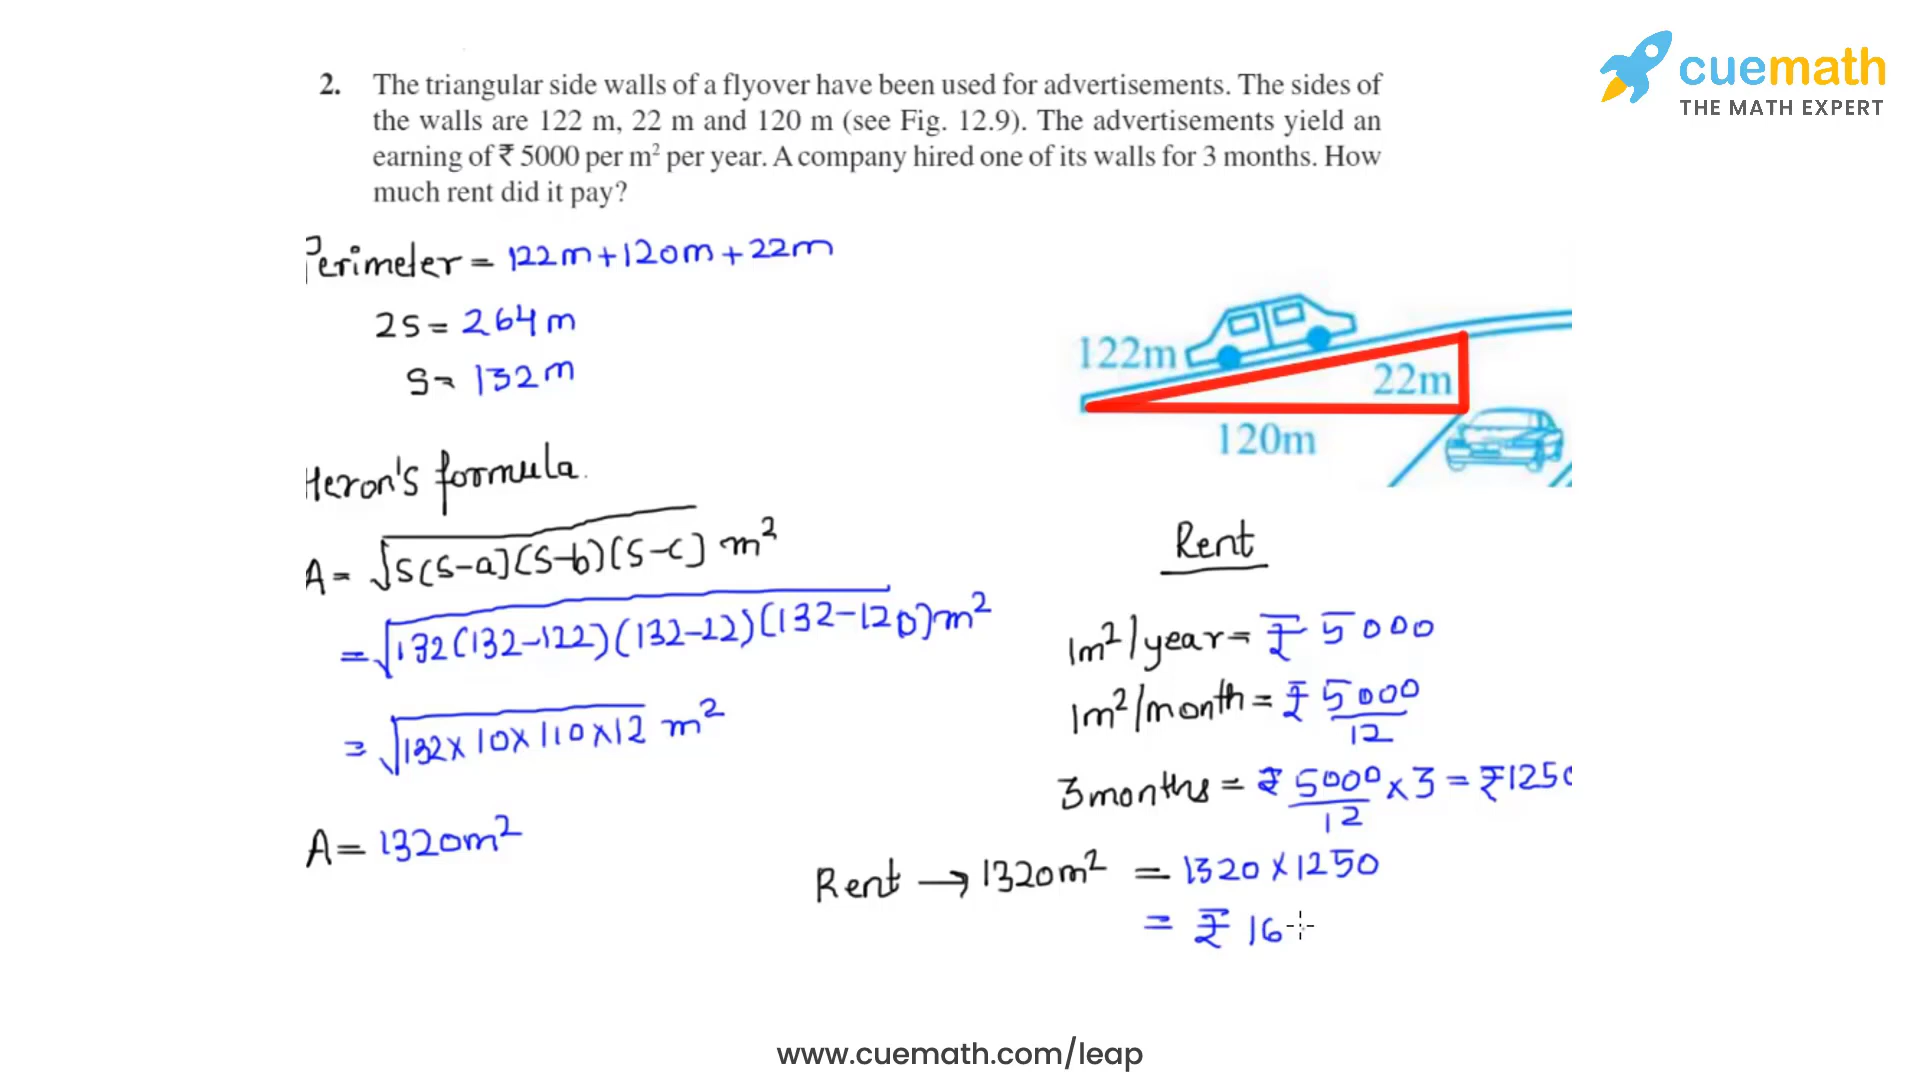 cuemath
THE MATH EXPERT
2. The triangular side walls of a flyover have been used for advertisements. The sides of
the walls are 122 m, 22 m and 120 m (see Fig. 12.9). The advertisements yield an
earning of ₹ 5000 per m² per year. A company hired one of its walls for 3 months. How
much rent did it pay?
Perimeter = 122m+120m+22m
2S = 264m
S= 132m
122m
22m
120m
Heron's formula.
A = √S(S-a)(S-b)(S-c) m²
= √132(132-122)(132-22)(132-120) m²
= √132×10×110×12 m²
A = 1320m²
Rent
1m²/year = ₹ 5000
1m²/month = ₹ 5000/12
3 months = ₹ 5000/12 × 3 = ₹1250
Rent → 1320m² = 1320×1250
= ₹ 16
www.cuemath.com/leap